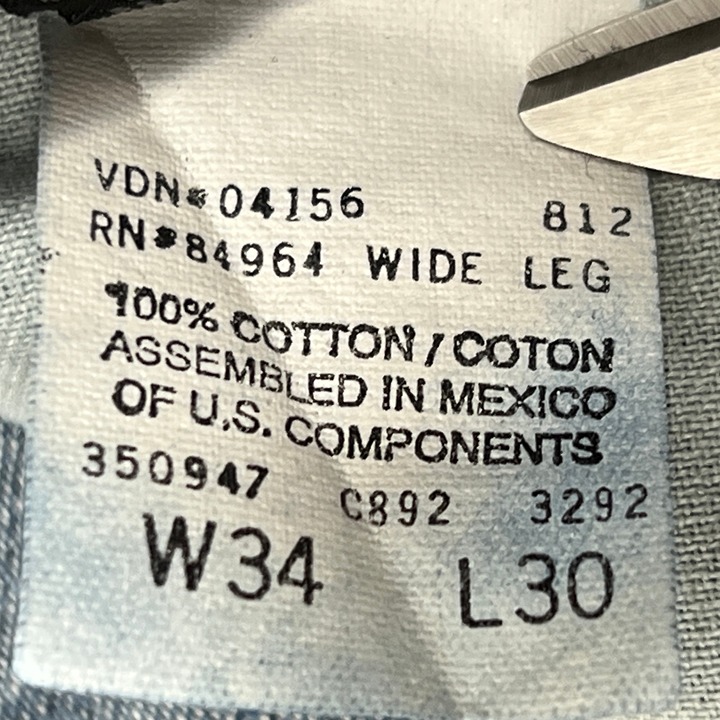 VDN#04156 812
RN#84964 WIDE LEG
100% COTTON / COTON
ASSEMBLED IN MEXICO
OF U.S. COMPONENTS
350947 C892 3292
W34 L30